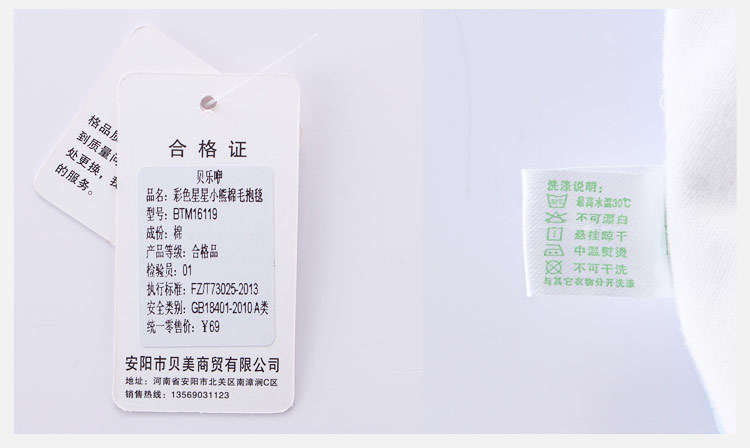 格品质
到质量问
处更换，我
的服务。
合格证
贝乐咿
品名：彩色星星小熊棉毛抱毯
型号：BTM16119
成份：棉
产品等级：合格品
检验员：01
执行标准：FZ/T73025-2013
安全类别：GB18401-2010 A类
统一零售价：￥69
安阳市贝美商贸有限公司
地址：河南省安阳市北关区南漳涧C区
销售热线：13569031123
洗涤说明：
最高水温30℃
不可漂白
悬挂晾干
中温熨烫
不可干洗
与其它衣物分开洗涤